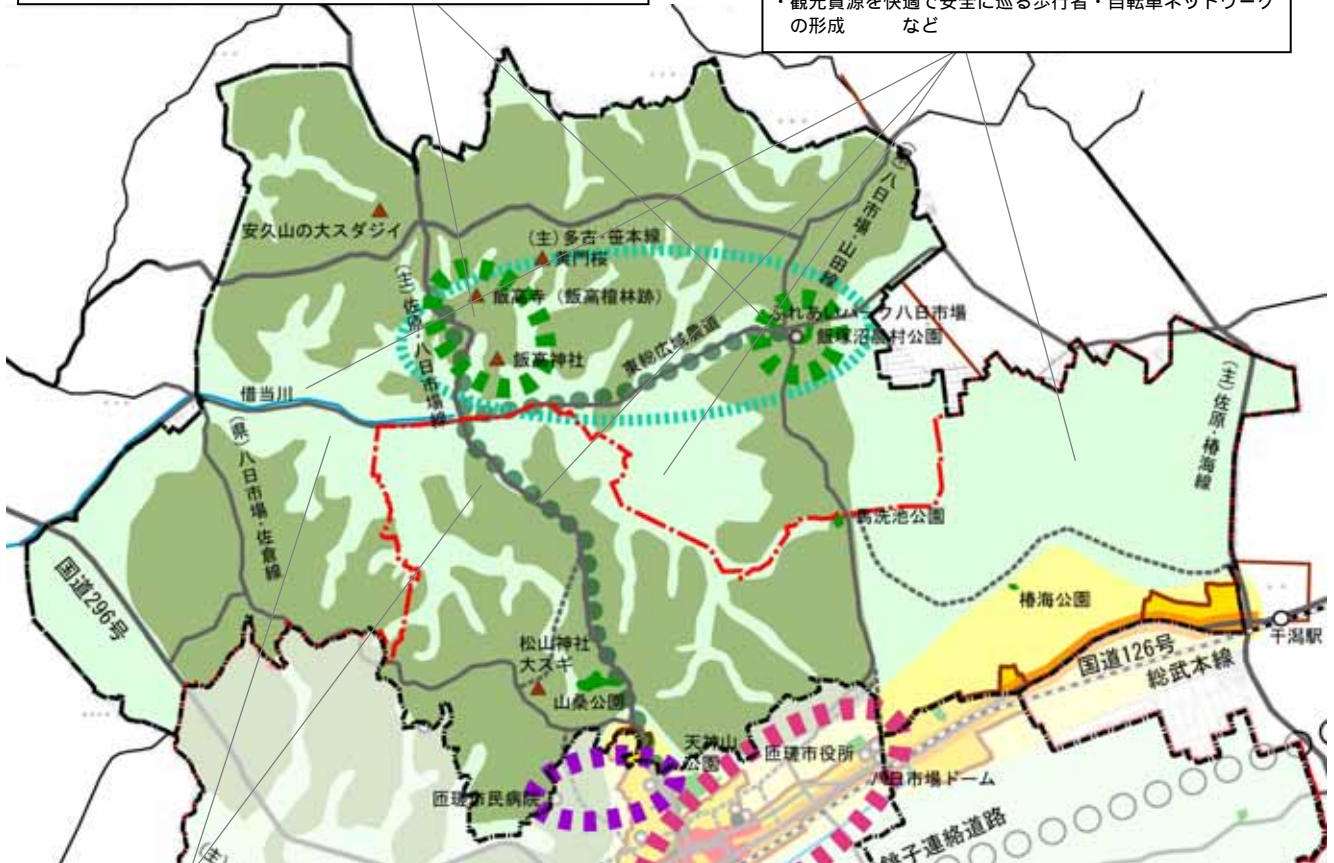 ・観光資源を快適で安全に巡る歩行者・自転車ネットワーク
の形成　　など
安久山の大スダジイ
(主)多古・笹本線
黄門桜
八日市場・山田線
(主)佐原・八日市場線
飯高寺（飯高檀林跡）
ふれあいパーク八日市場
飯塚沼農村公園
飯高神社
東総広域農道
借当川
(県)八日市場・佐倉線
(主)佐原・椿海線
国道296号
馬洗池公園
椿海公園
干潟駅
国道126号
総武本線
松山神社
大スギ
山桑公園
天神山
公園
匝瑳市役所
八日市場ドーム
匝瑳市民病院
銚子連絡道路
(主)